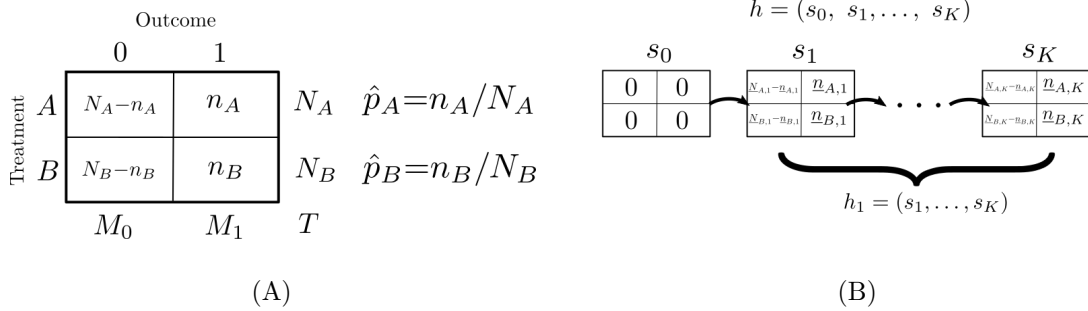 Outcome
0 1
Treatment
A N_A−n_A n_A N_A p̂_A=n_A/N_A
B N_B−n_B n_B N_B p̂_B=n_B/N_B
M_0 M_1 T
(A)
h = (s_0, s_1, . . . , s_K)
s_0 s_1 s_K
0 0 N_{A,1}−n_{A,1} n_{A,1} N_{A,K}−n_{A,K} n_{A,K}
0 0 N_{B,1}−n_{B,1} n_{B,1} . . . . . N_{B,K}−n_{B,K} n_{B,K}
h_1 = (s_1, . . . , s_K)
(B)